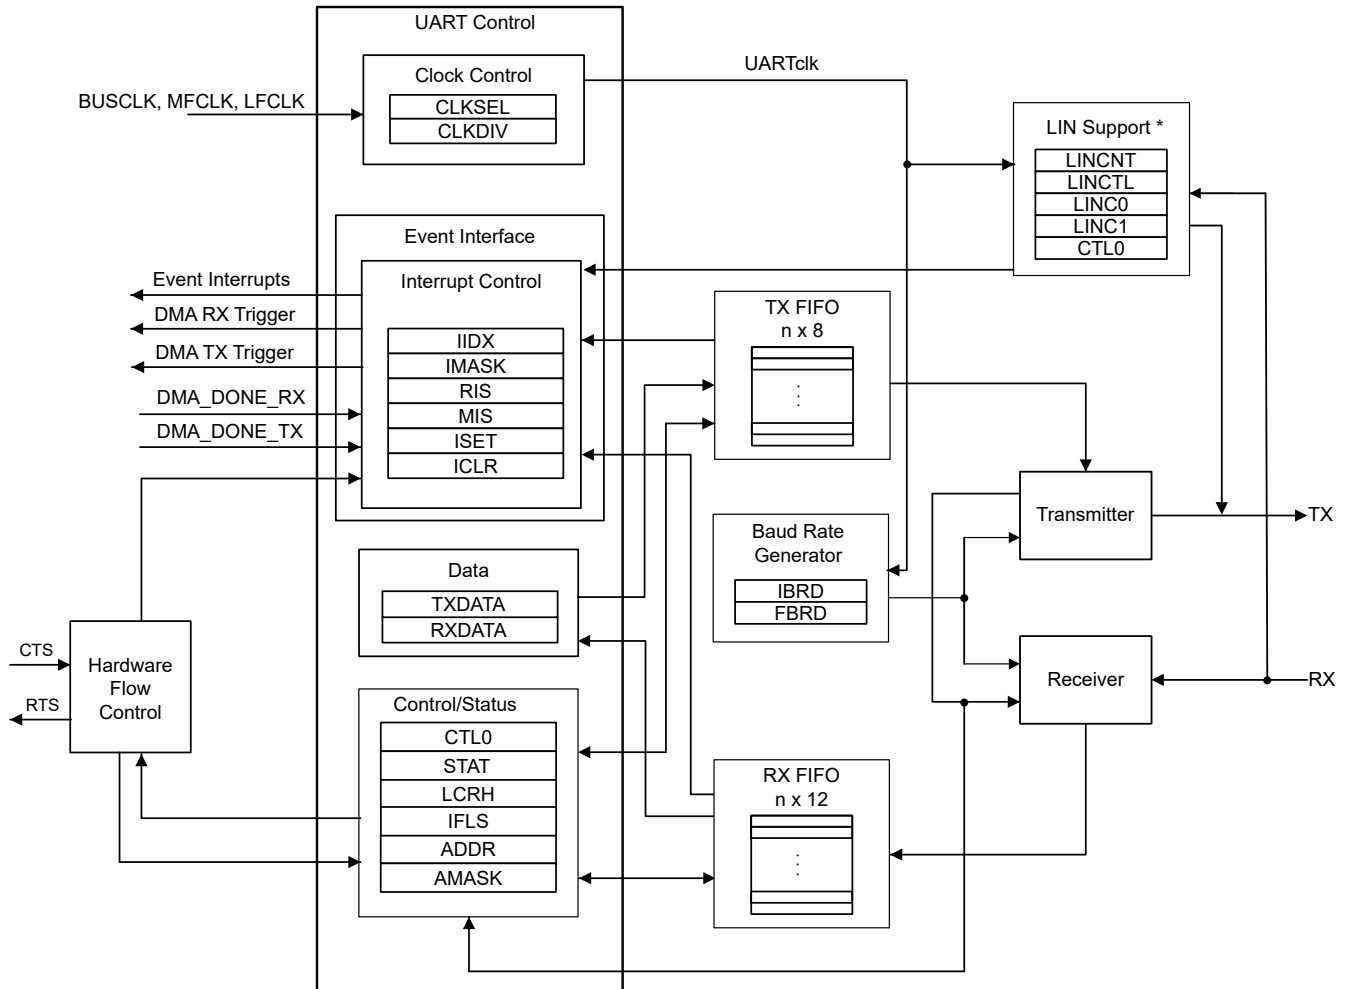 UART Control
Clock Control
CLKSEL
CLKDIV
BUSCLK, MFCLK, LFCLK
UARTclk
LIN Support *
LINCNT
LINCTL
LINC0
LINC1
CTL0
Event Interface
Interrupt Control
IIDX
IMASK
RIS
MIS
ISET
ICLR
Event Interrupts
DMA RX Trigger
DMA TX Trigger
DMA_DONE_RX
DMA_DONE_TX
TX FIFO
n x 8
Transmitter
TX
Baud Rate
Generator
IBRD
FBRD
Data
TXDATA
RXDATA
CTS
RTS
Hardware
Flow
Control
Receiver
RX
Control/Status
CTL0
STAT
LCRH
IFLS
ADDR
AMASK
RX FIFO
n x 12